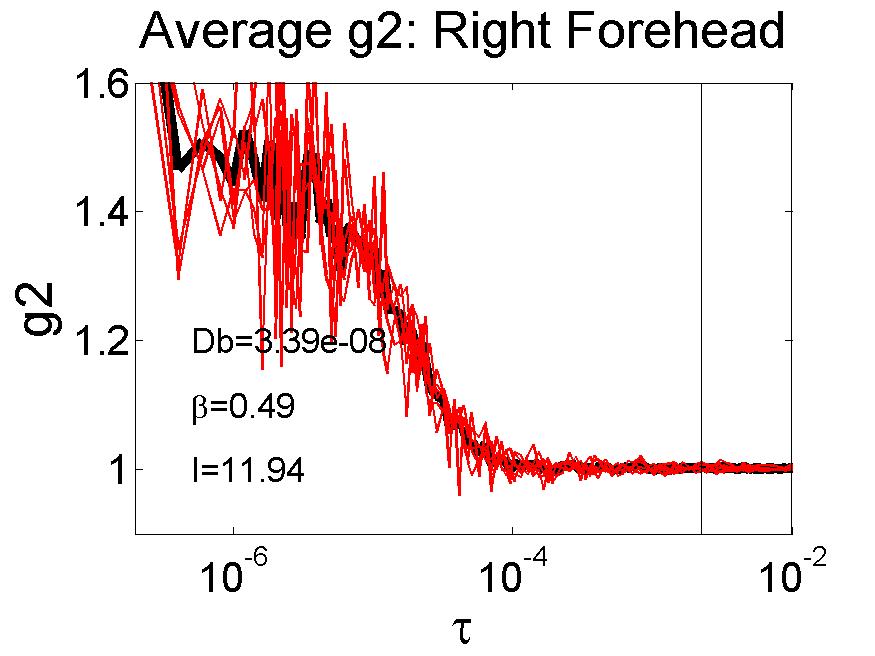 Average g2: Right Forehead
1.6
1.4
1.2
1
g2
Db=3.39e-08
β=0.49
I=11.94
10^-6
10^-4
10^-2
τ